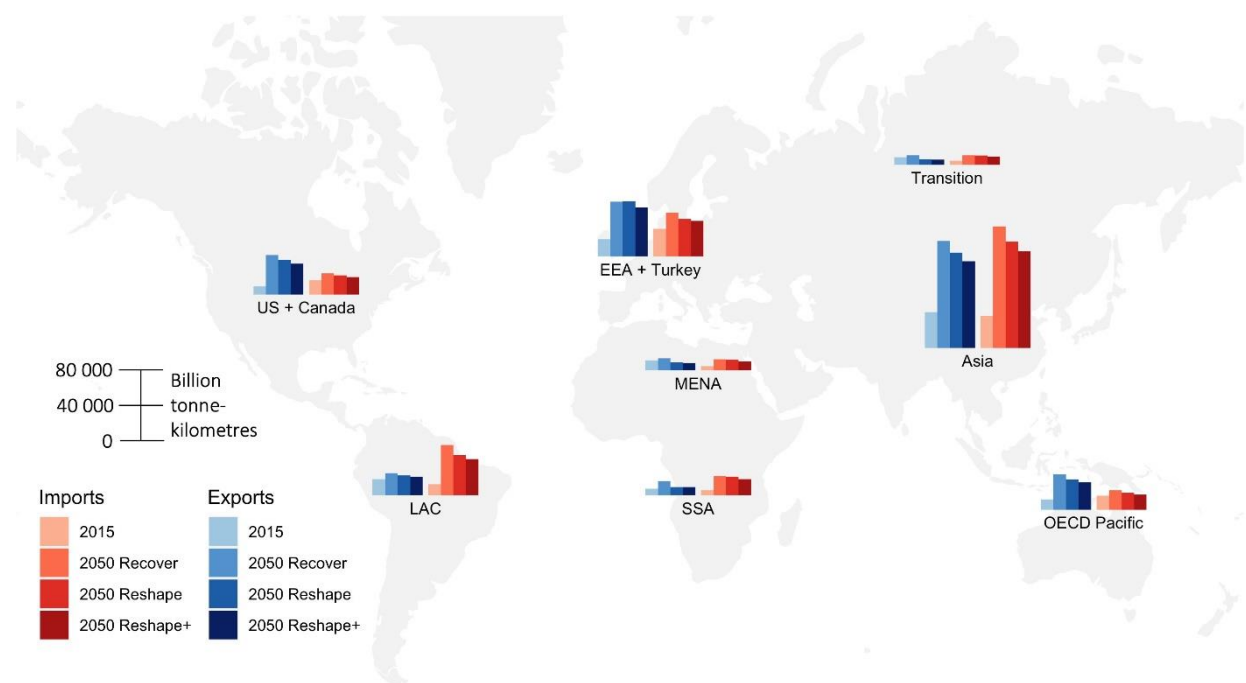 Transition
EEA + Turkey
US + Canada
Asia
MENA
80 000
40 000
0
Billion
tonne-
kilometres
LAC
SSA
OECD Pacific
Imports
2015
2050 Recover
2050 Reshape
2050 Reshape+
Exports
2015
2050 Recover
2050 Reshape
2050 Reshape+